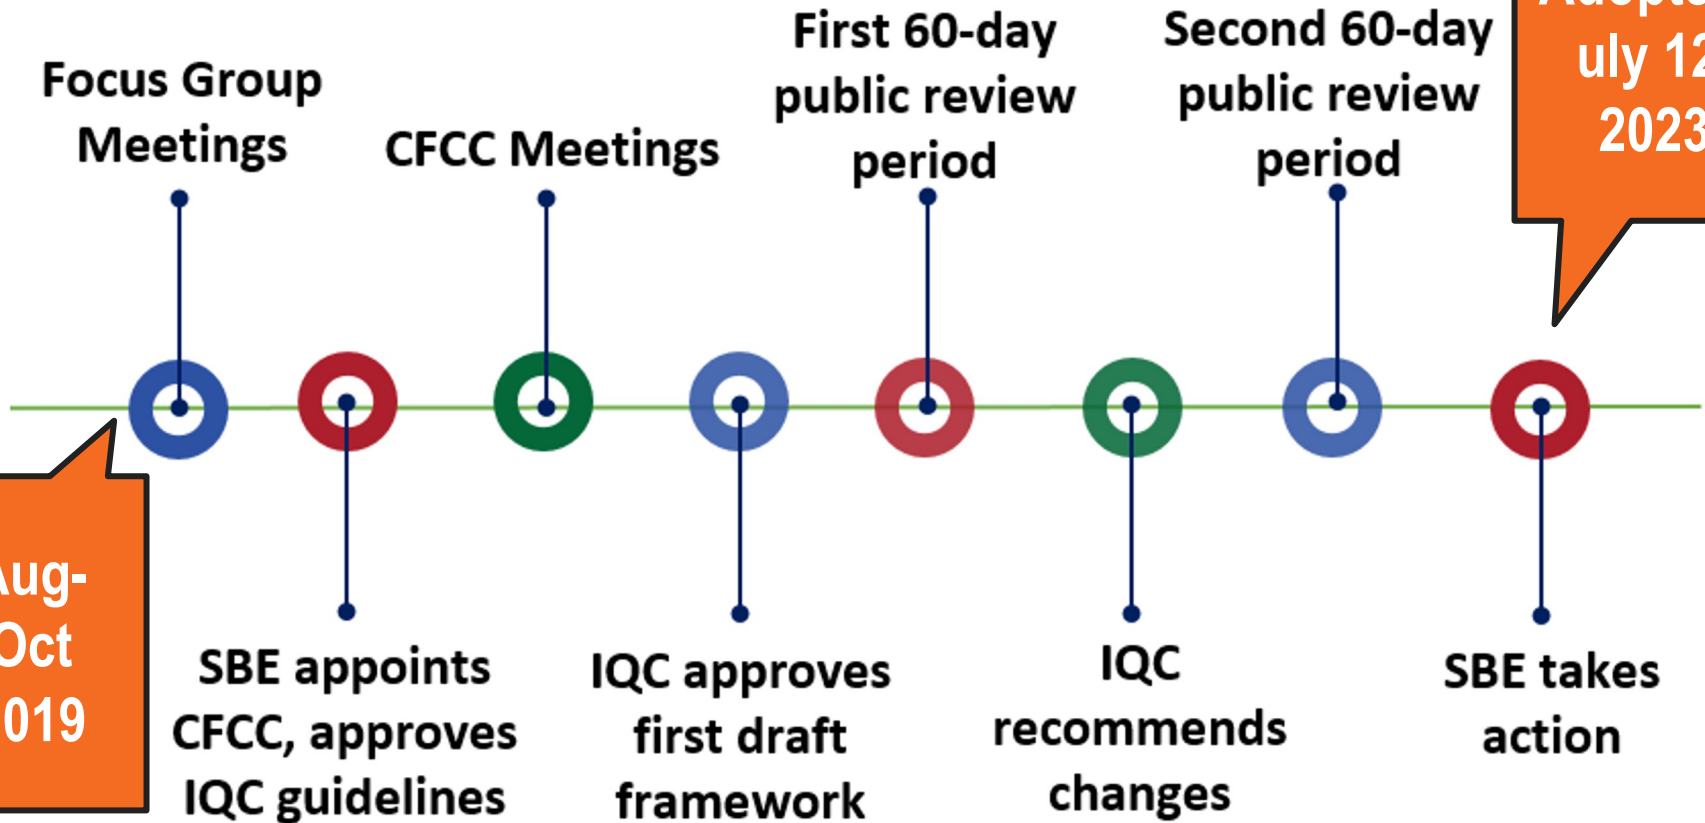 Focus Group
Meetings
CFCC Meetings
First 60-day
public review
period
Second 60-day
public review
period
uly 12
2023
Aug-
Oct
019
SBE appoints
CFCC, approves
IQC guidelines
IQC approves
first draft
framework
IQC
recommends
changes
SBE takes
action